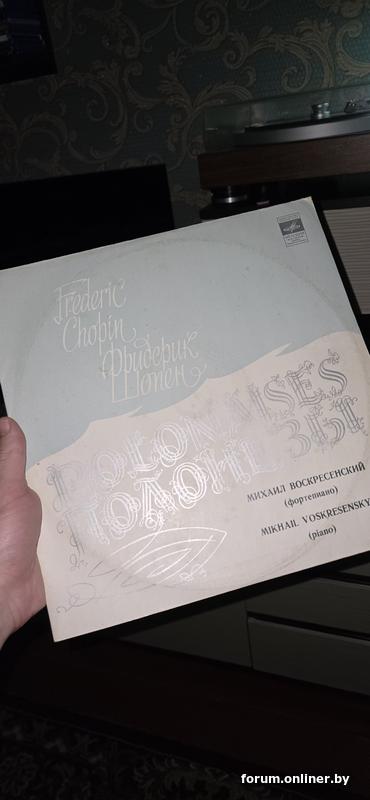 Frederic
Chopin
Фридерик
Шопен
POLONAISES
ПОЛОНЕЗЫ
МИХАИЛ ВОСКРЕСЕНСКИЙ
(фортепиано)
MIKHAIL VOSKRESENSKY
(piano)
forum.onliner.by